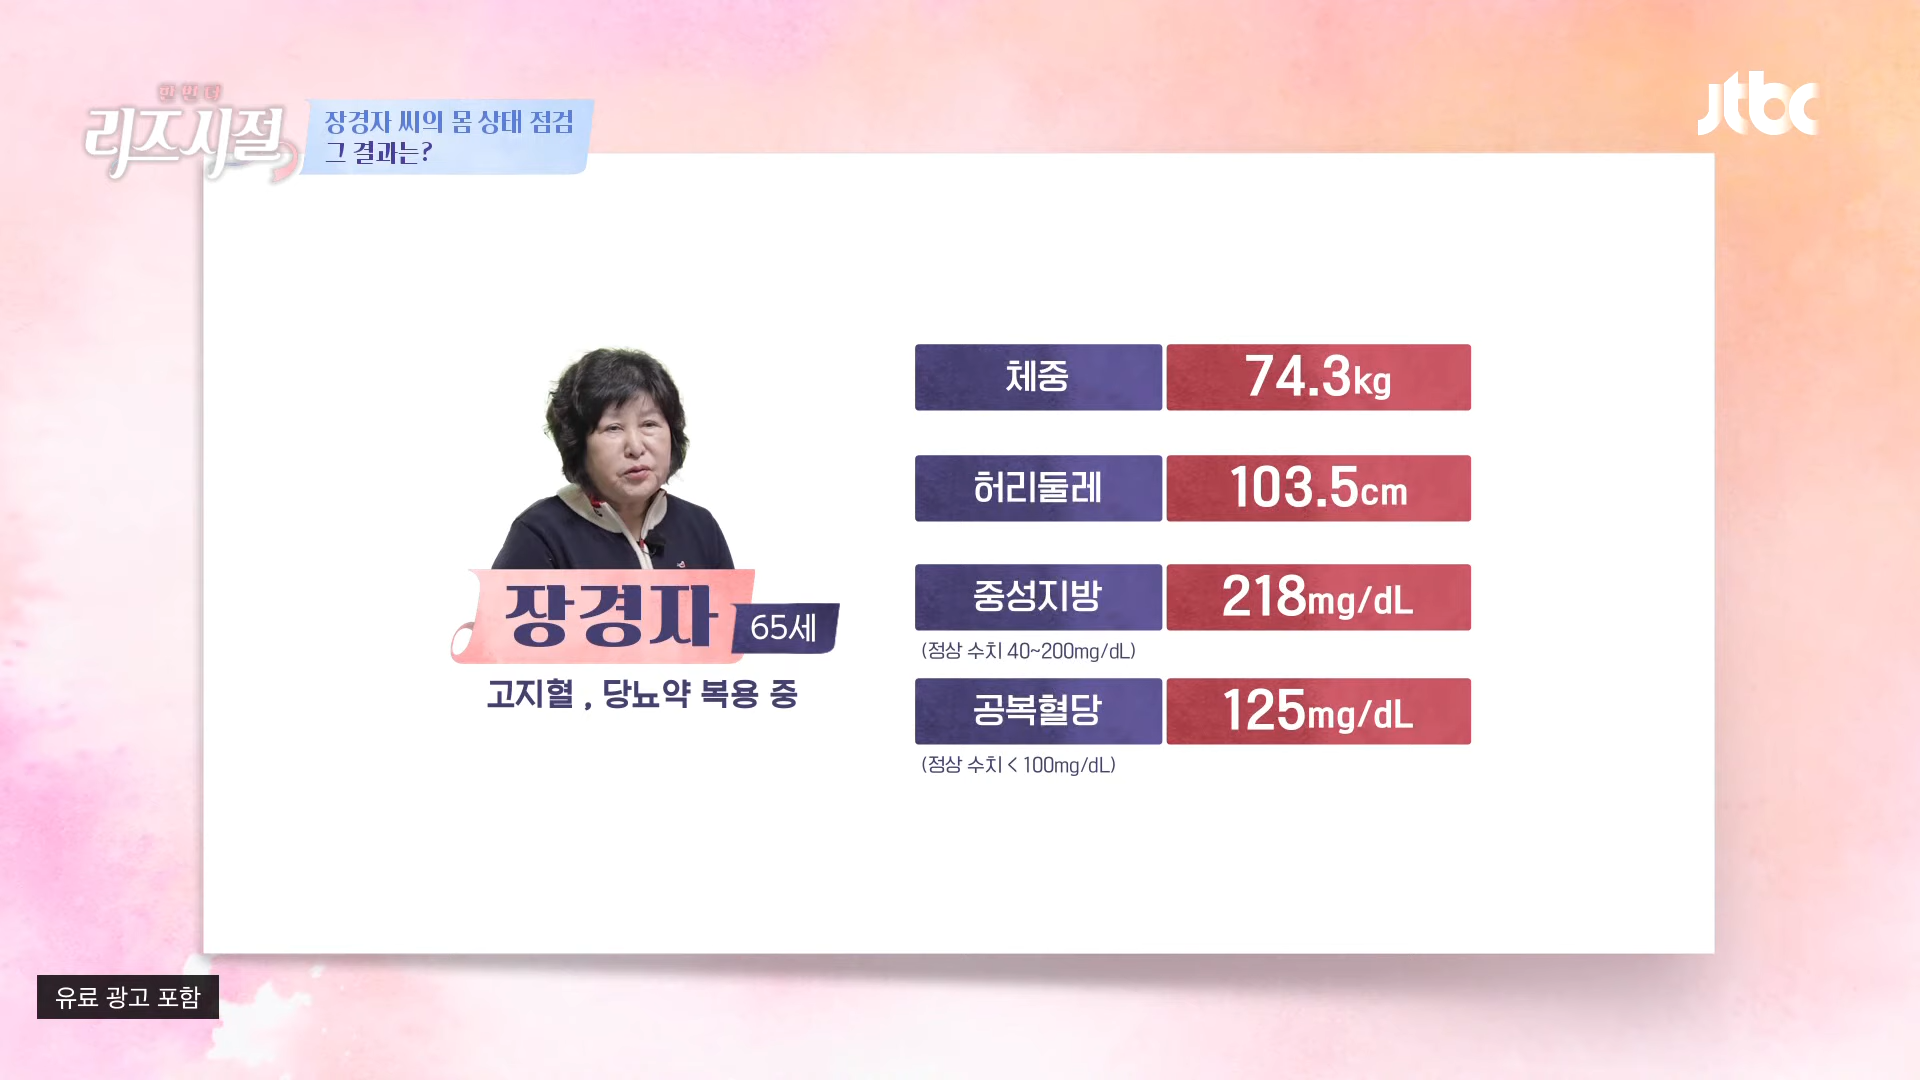 한 번 더
리즈시절
장경자 씨의 몸 상태 점검
그 결과는?
jtbc
체중 74.3kg
허리둘레 103.5cm
중성지방 218mg/dL
(정상 수치 40~200mg/dL)
공복혈당 125mg/dL
(정상 수치 < 100mg/dL)
장경자 65세
고지혈 , 당뇨약 복용 중
유료 광고 포함